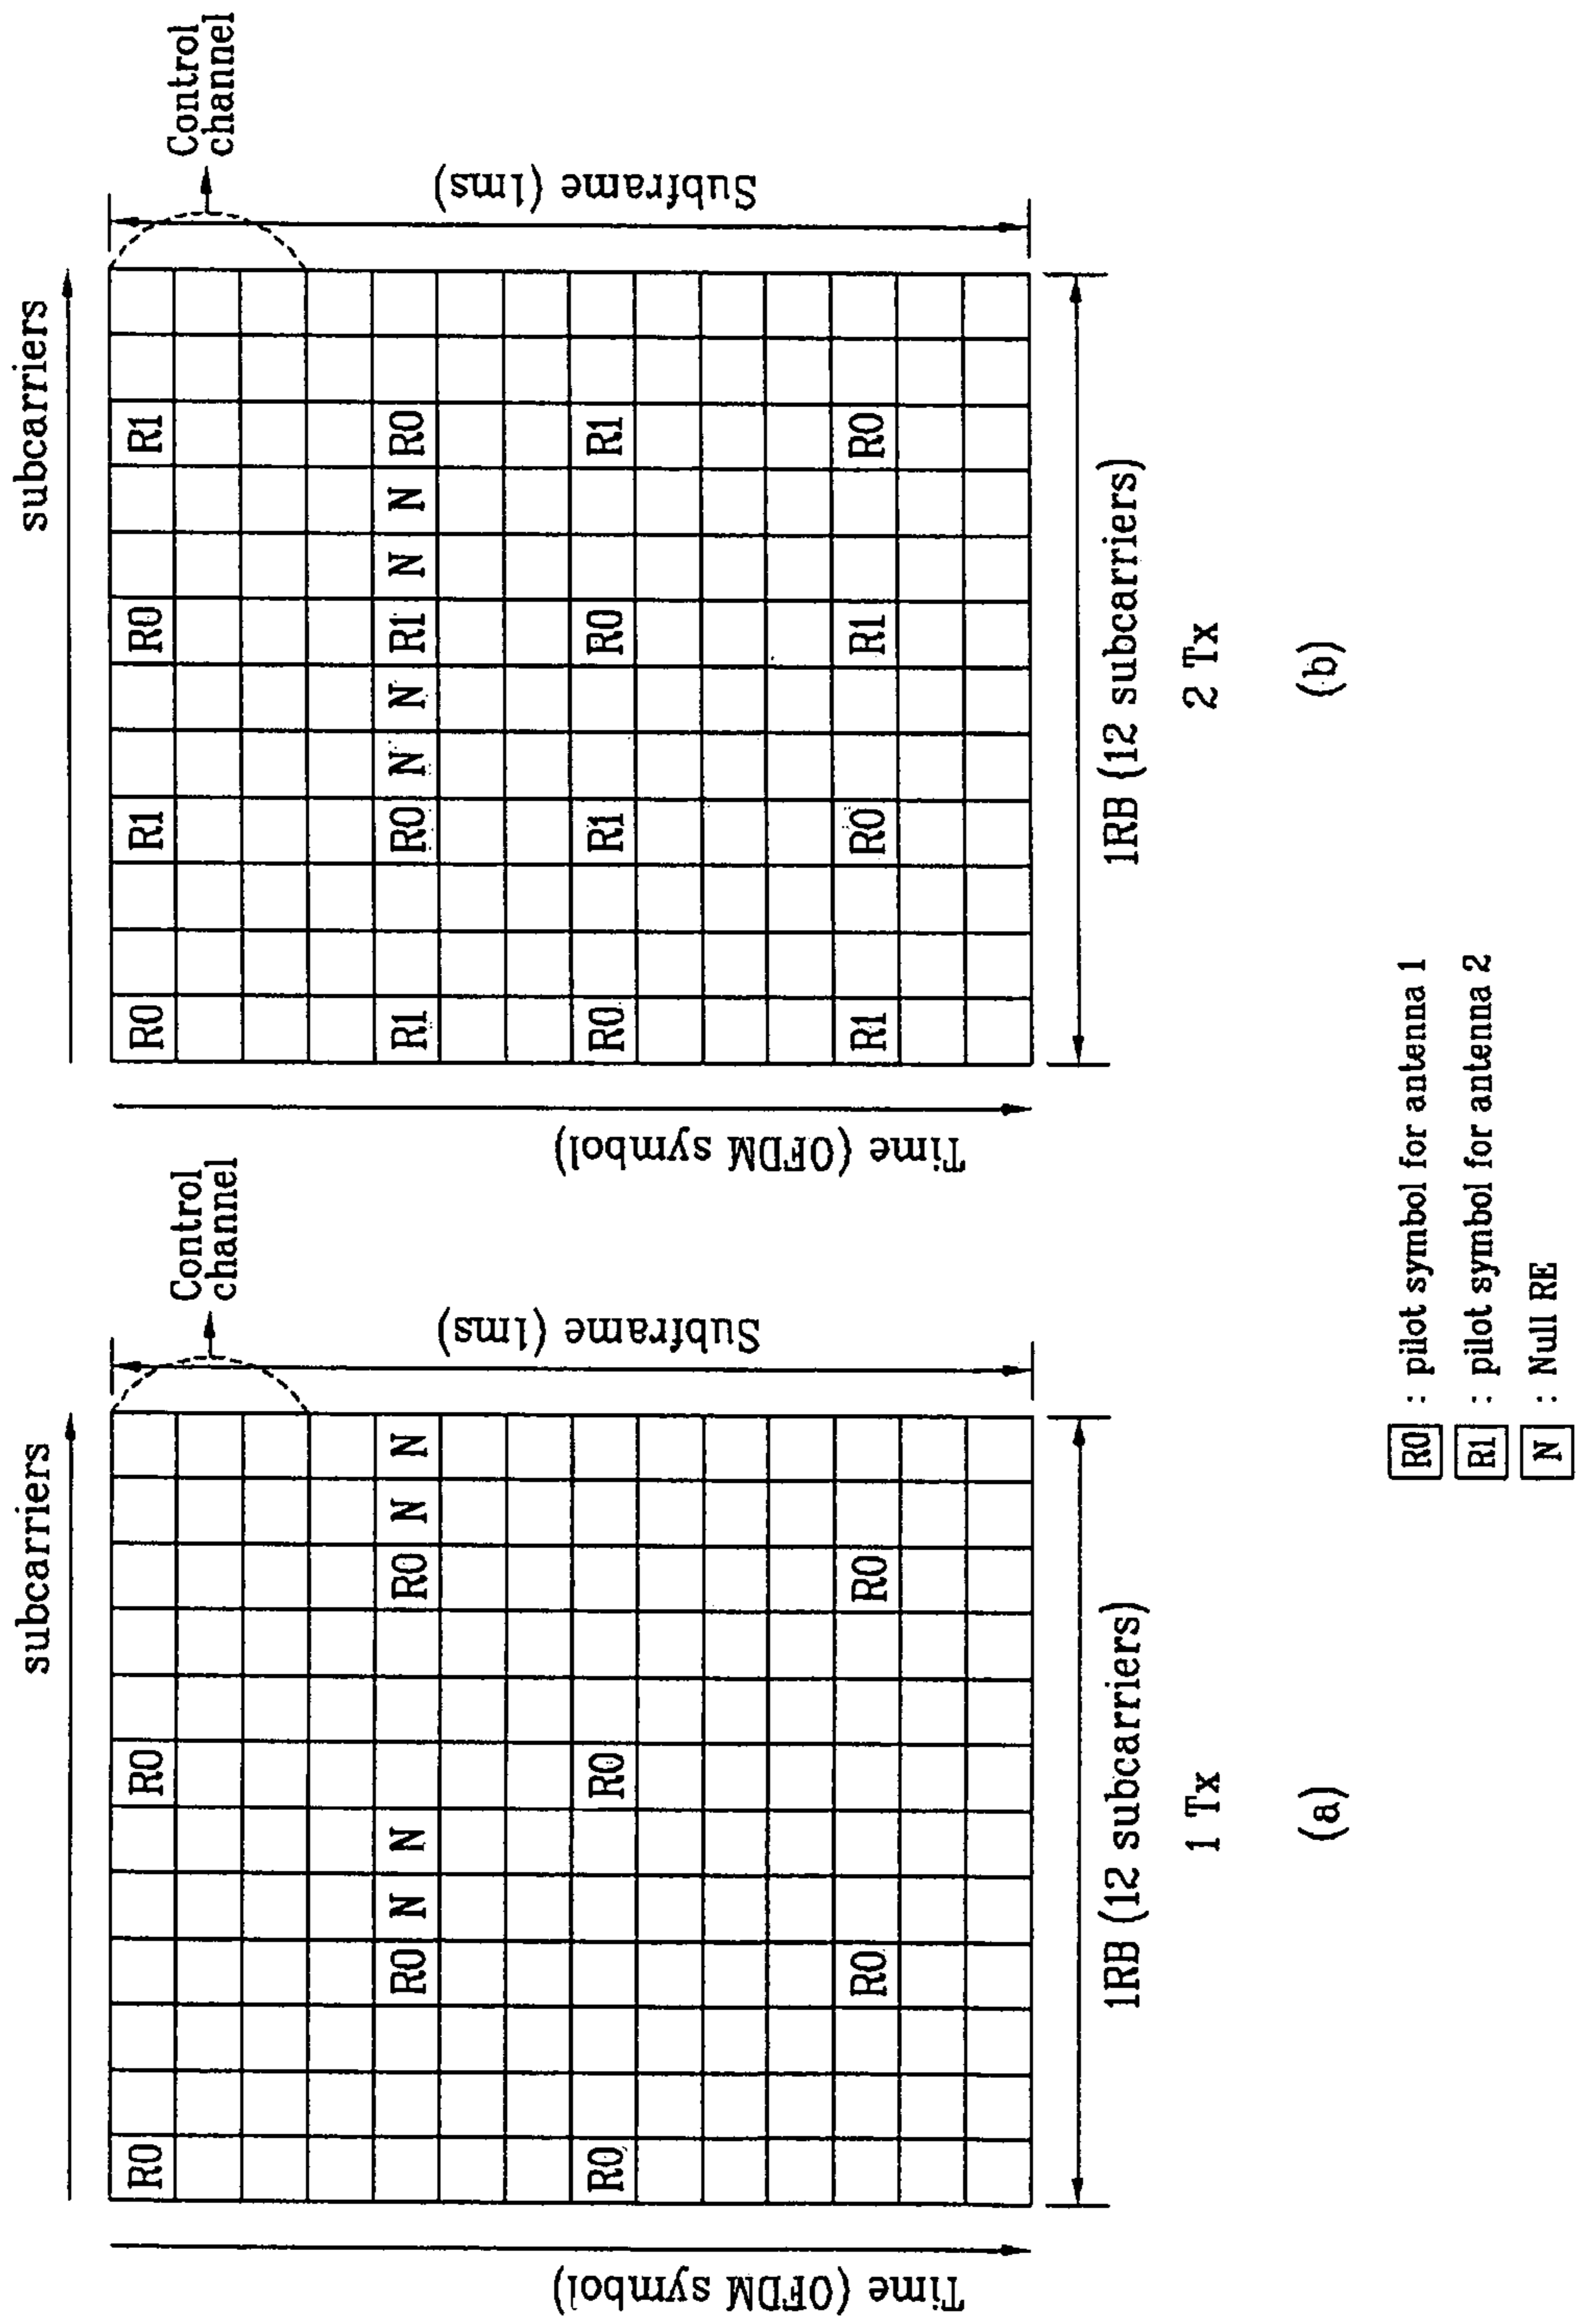 subcarriers
Control
channel
Time (OFDM symbol)
R0 R0
R0 N N R0 N N
R0 R0
R0 R0
Subframe (1ms)
1RB (12 subcarriers)
1 Tx
(a)
subcarriers
Control
channel
Time (OFDM symbol)
R0 R1 R0 R1
R1 R0 N N R1 N N R0
R0 R1 R0 R1
R1 R0 R1 R0
Subframe (1ms)
1RB (12 subcarriers)
2 Tx
(b)
R0 : pilot symbol for antenna 1
R1 : pilot symbol for antenna 2
N : Null RE